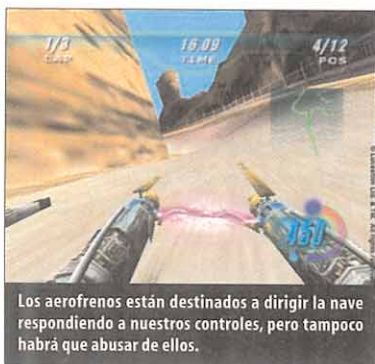 1/3 16.09 4/12
LAP TIME POS
450
Los aerofrenos están destinados a dirigir la nave
respondiendo a nuestros controles, pero tampoco
habrá que abusar de ellos.